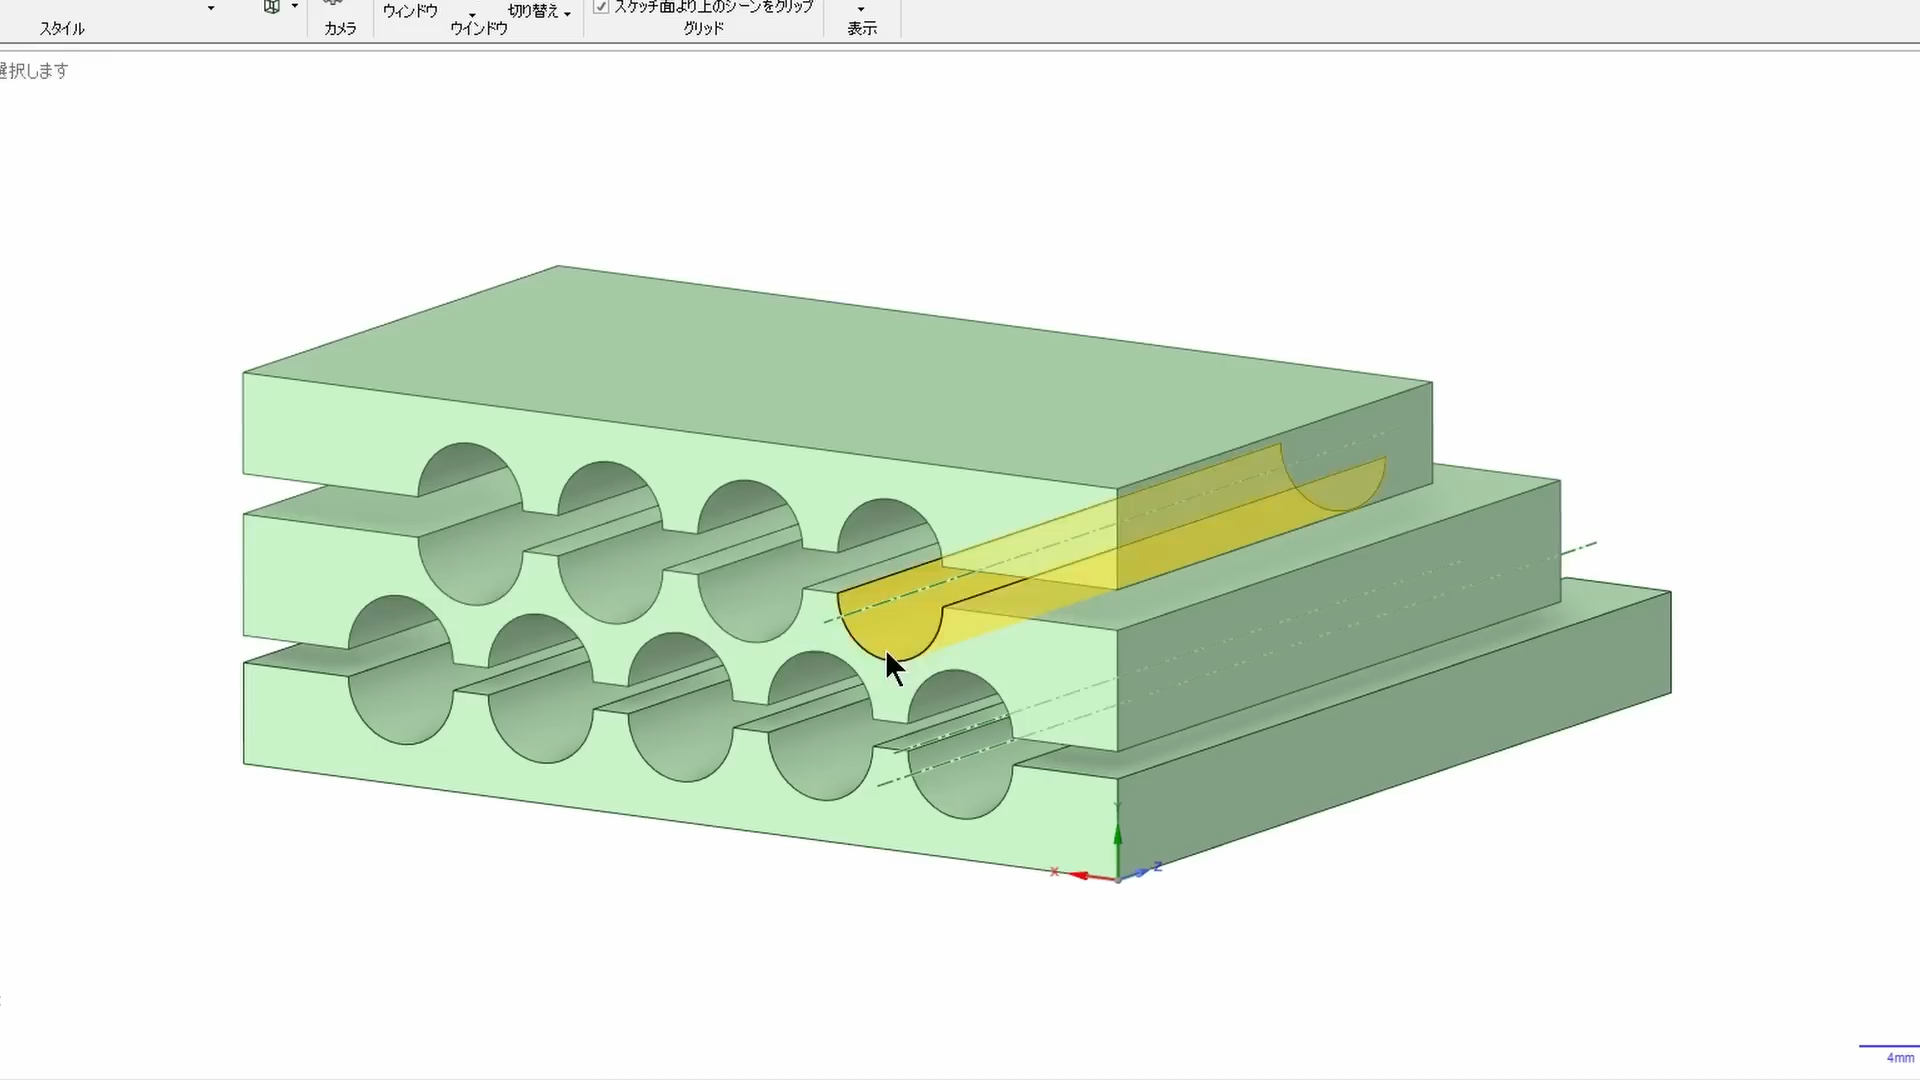 ウィンドウ 切り替え スケッチ面より上のシーンをクリップ
スタイル カメラ ウインドウ グリッド 表示
選択します
Y
X Z
4mm